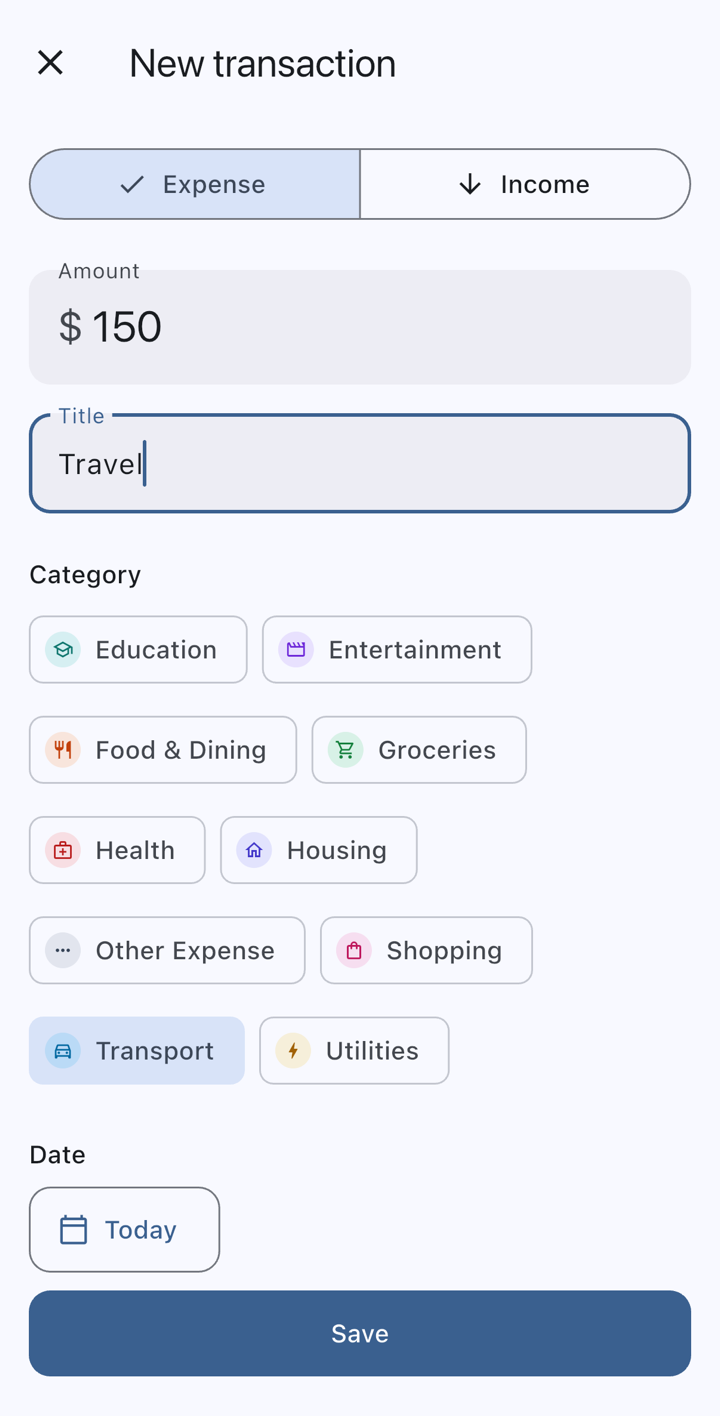 New transaction
Expense Income
Amount
$ 150
Title
Travel
Category
Education Entertainment
Food & Dining Groceries
Health Housing
Other Expense Shopping
Transport Utilities
Date
Today
Save